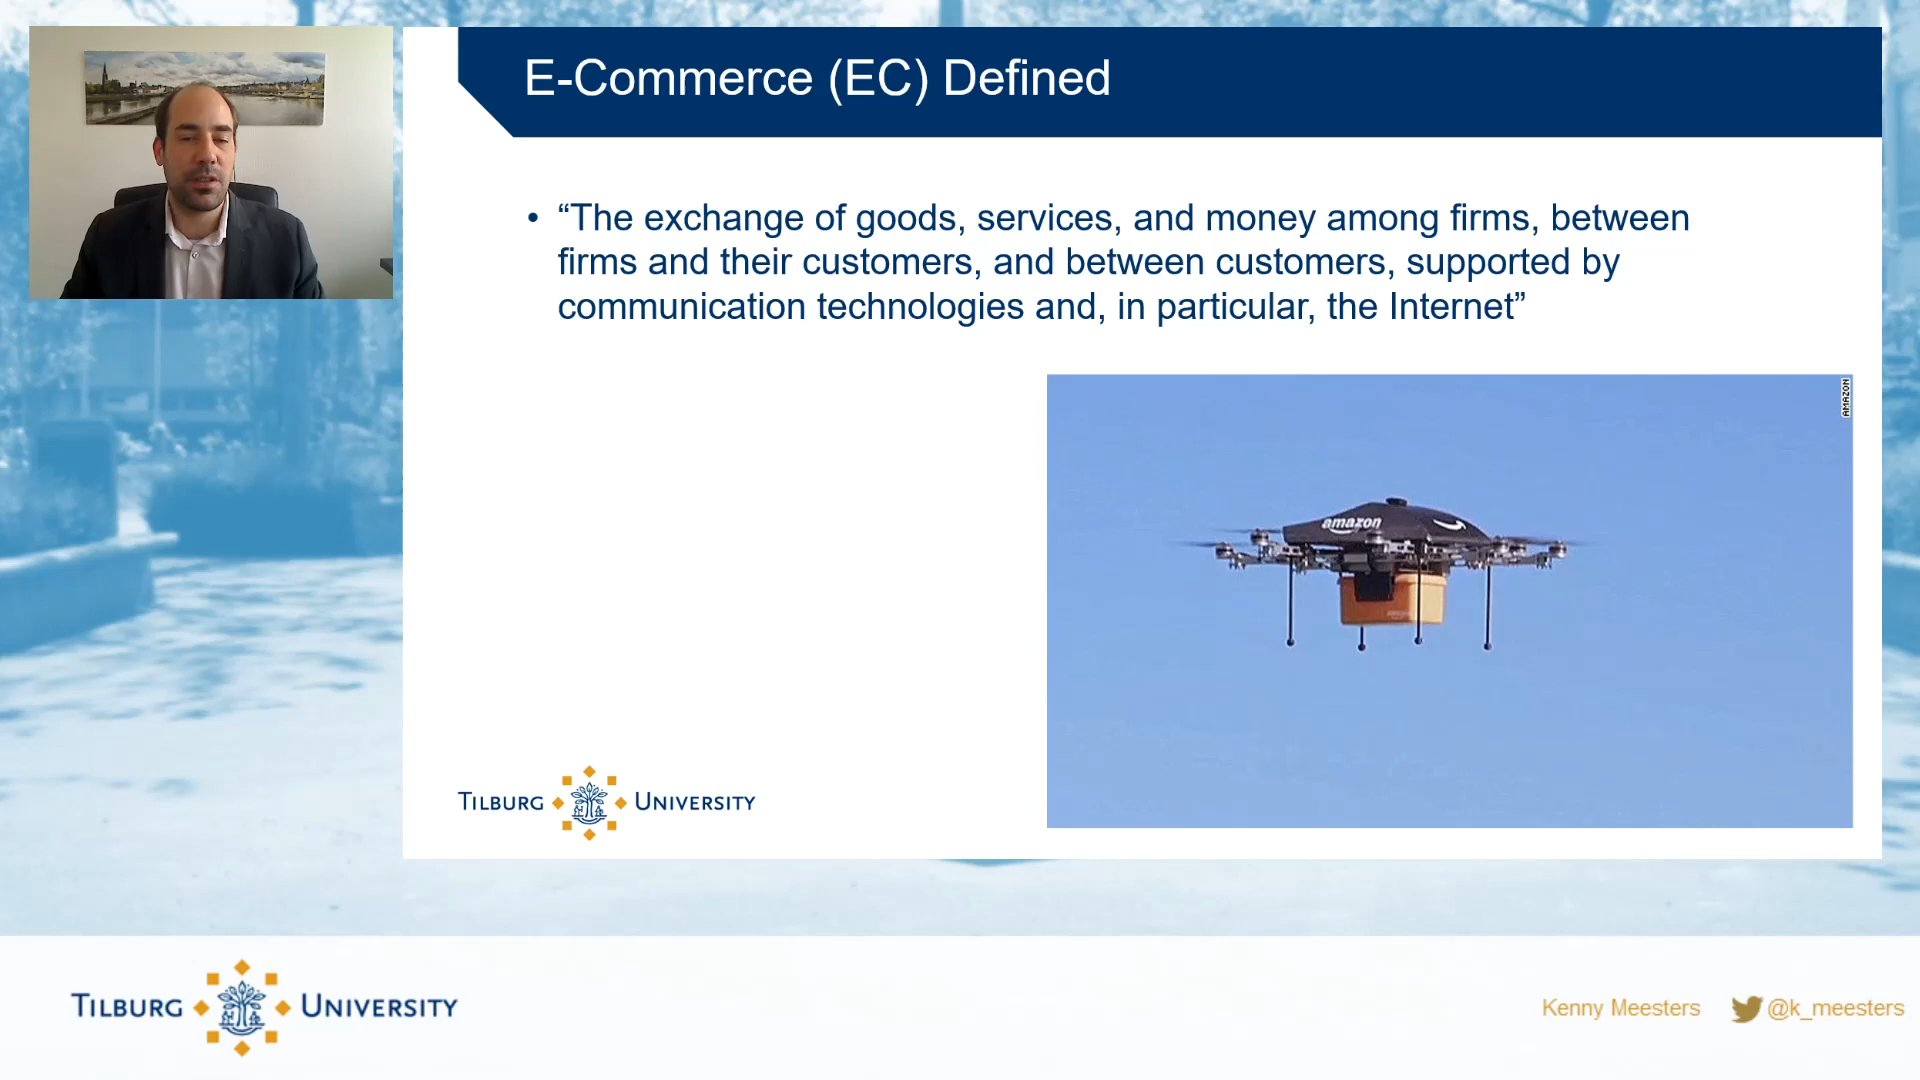 E-Commerce (EC) Defined
• “The exchange of goods, services, and money among firms, between
firms and their customers, and between customers, supported by
communication technologies and, in particular, the Internet”
AMAZON
amazon
TILBURG UNIVERSITY
TILBURG UNIVERSITY
Kenny Meesters @k_meesters